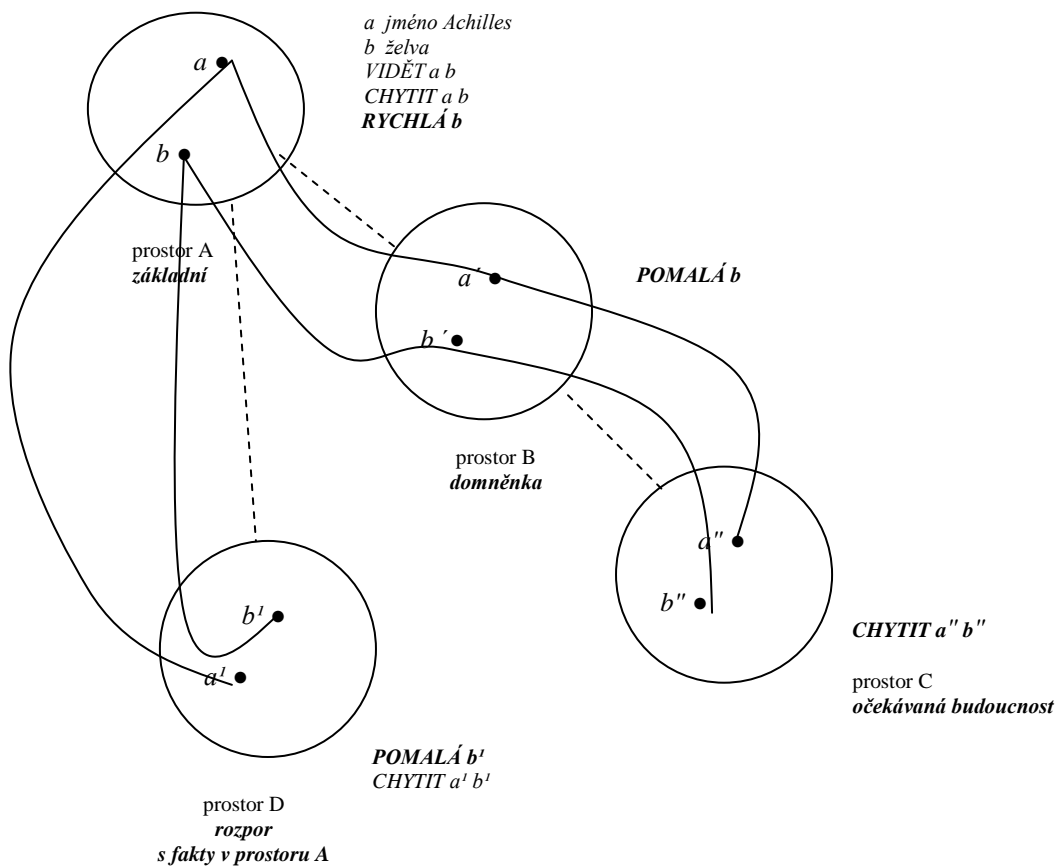 a jméno Achilles
b želva
VIDĚT a b
CHYTIT a b
RYCHLÁ b
a
b
prostor A
základní
a´
b´
POMALÁ b
prostor B
domněnka
a"
b"
CHYTIT a" b"
prostor C
očekávaná budoucnost
b¹
a¹
POMALÁ b¹
CHYTIT a¹ b¹
prostor D
rozpor
s fakty v prostoru A